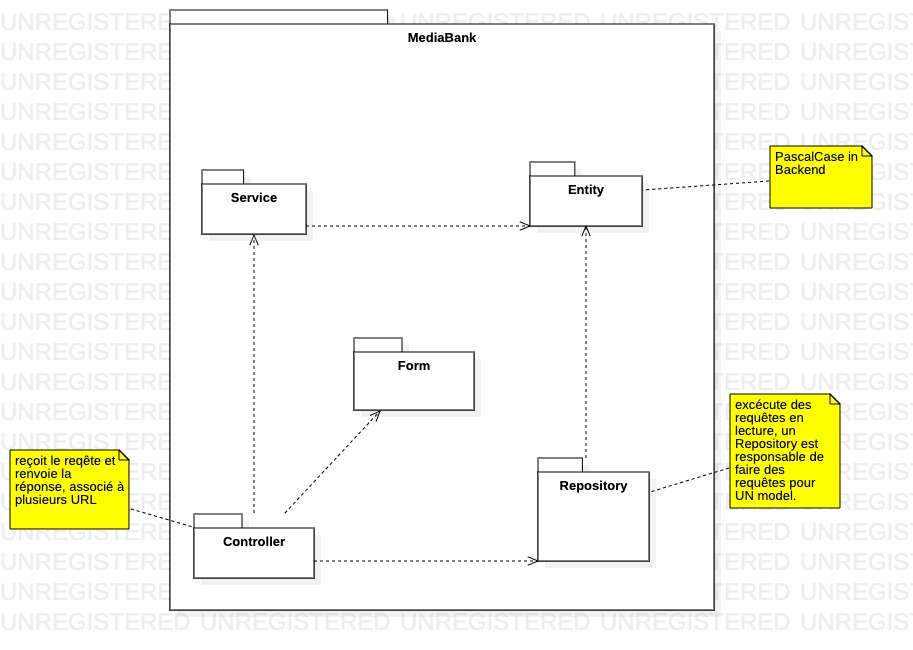 MediaBank
PascalCase in
Backend
Service
Entity
Form
excécute des
requêtes en
lecture, un
Repository est
responsable de
faire des
requêtes pour
UN model.
reçoit le reqête et
renvoie la
réponse, associé à
plusieurs URL
Repository
Controller
UNREGISTERED UNREGISTERED UNREGISTERED UNREGISTERED UNREGIS